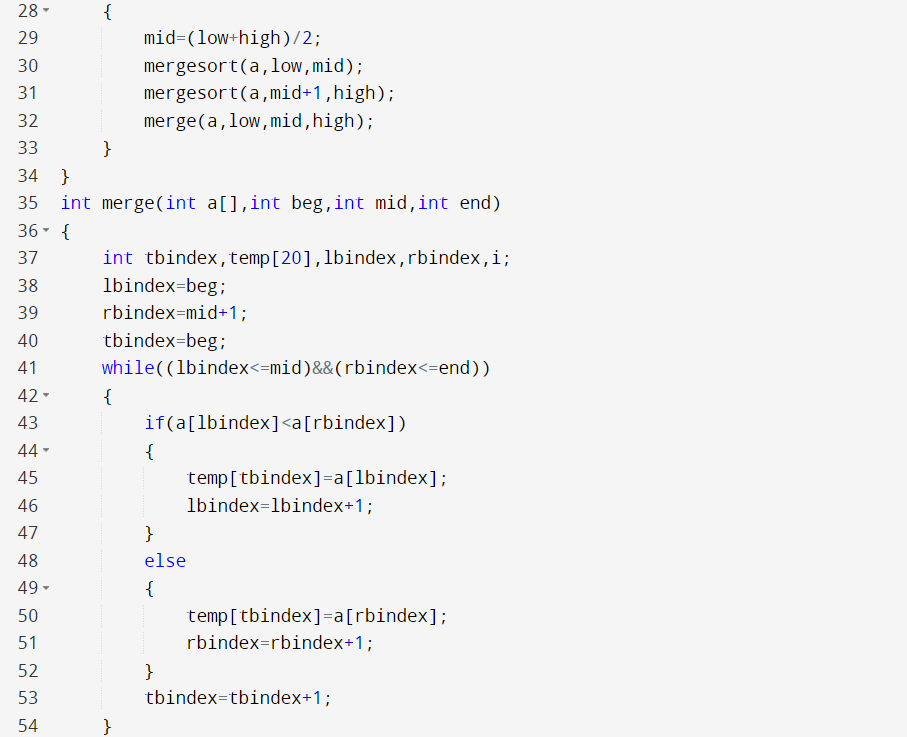 28 {
29 mid=(low+high)/2;
30 mergesort(a,low,mid);
31 mergesort(a,mid+1,high);
32 merge(a,low,mid,high);
33 }
34 }
35 int merge(int a[],int beg,int mid,int end)
36 {
37 int tbindex,temp[20],lbindex,rbindex,i;
38 lbindex=beg;
39 rbindex=mid+1;
40 tbindex=beg;
41 while((lbindex<=mid)&&(rbindex<=end))
42 {
43 if(a[lbindex]<a[rbindex])
44 {
45 temp[tbindex]=a[lbindex];
46 lbindex=lbindex+1;
47 }
48 else
49 {
50 temp[tbindex]=a[rbindex];
51 rbindex=rbindex+1;
52 }
53 tbindex=tbindex+1;
54 }